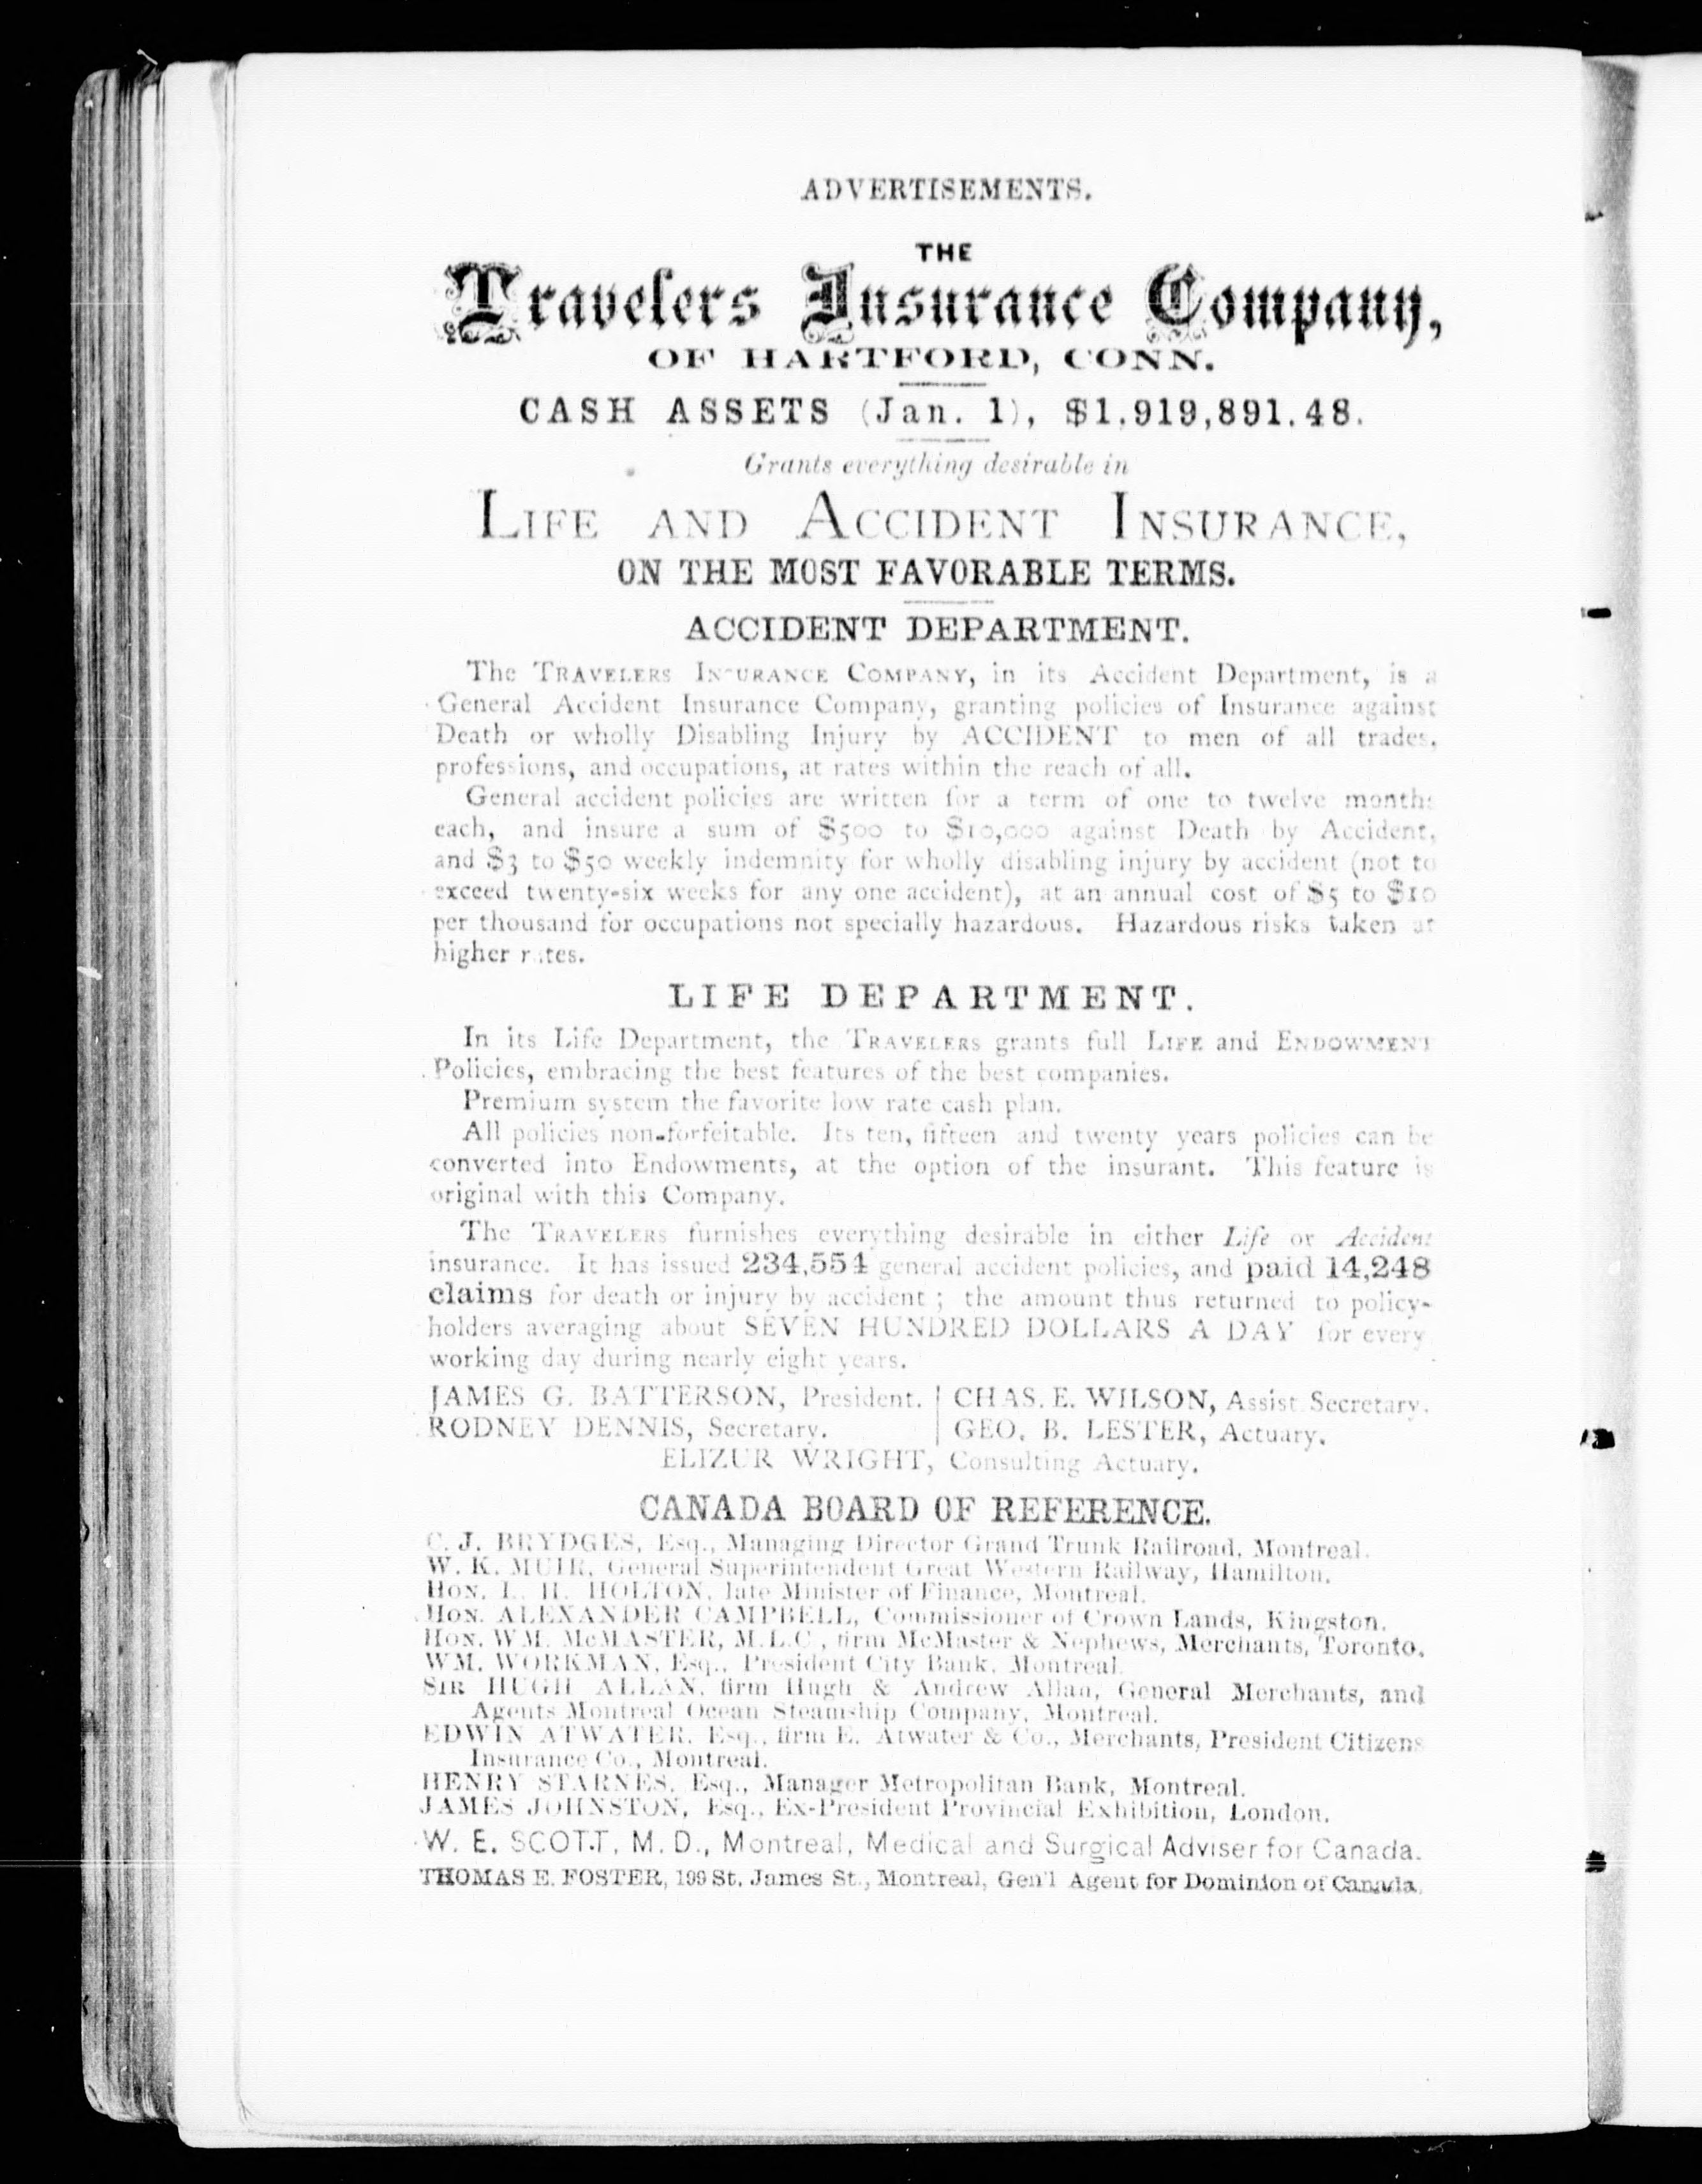 ADVERTISEMENTS.
THE
Travelers Insurance Company,
OF HARTFORD, CONN.
CASH ASSETS (Jan. 1), $1,919,891.48.
Grants everything desirable in
LIFE AND ACCIDENT INSURANCE,
ON THE MOST FAVORABLE TERMS.
ACCIDENT DEPARTMENT.
The TRAVELERS INSURANCE COMPANY, in its Accident Department, is a
General Accident Insurance Company, granting policies of Insurance against
Death or wholly Disabling Injury by ACCIDENT to men of all trades,
professions, and occupations, at rates within the reach of all.
General accident policies are written for a term of one to twelve months
each, and insure a sum of $500 to $10,000 against Death by Accident,
and $3 to $50 weekly indemnity for wholly disabling injury by accident (not to
exceed twenty-six weeks for any one accident), at an annual cost of $5 to $10
per thousand for occupations not specially hazardous. Hazardous risks taken at
higher rates.
LIFE DEPARTMENT.
In its Life Department, the TRAVELERS grants full LIFE and ENDOWMENT
Policies, embracing the best features of the best companies.
Premium system the favorite low rate cash plan.
All policies non-forfeitable. Its ten, fifteen and twenty years policies can be
converted into Endowments, at the option of the insurant. This feature is
original with this Company.
The TRAVELERS furnishes everything desirable in either Life or Accident
insurance. It has issued 234,554 general accident policies, and paid 14,248
claims for death or injury by accident; the amount thus returned to policy-
holders averaging about SEVEN HUNDRED DOLLARS A DAY for every
working day during nearly eight years.
JAMES G. BATTERSON, President. | CHAS. E. WILSON, Assist. Secretary.
RODNEY DENNIS, Secretary. | GEO. B. LESTER, Actuary.
ELIZUR WRIGHT, Consulting Actuary.
CANADA BOARD OF REFERENCE.
C. J. BRYDGES, Esq., Managing Director Grand Trunk Railroad, Montreal.
W. K. MUIR, General Superintendent Great Western Railway, Hamilton.
HON. L. H. HOLTON, late Minister of Finance, Montreal.
HON. ALEXANDER CAMPBELL, Commissioner of Crown Lands, Kingston.
HON. WM. McMASTER, M.L.C., firm McMaster & Nephews, Merchants, Toronto.
WM. WORKMAN, Esq., President City Bank, Montreal.
SIR HUGH ALLAN, firm Hugh & Andrew Allan, General Merchants, and
Agents Montreal Ocean Steamship Company, Montreal.
EDWIN ATWATER, Esq., firm E. Atwater & Co., Merchants, President Citizens
Insurance Co., Montreal.
HENRY STARNES, Esq., Manager Metropolitan Bank, Montreal.
JAMES JOHNSTON, Esq., Ex-President Provincial Exhibition, London.
W. E. SCOTT, M. D., Montreal, Medical and Surgical Adviser for Canada.
THOMAS E. FOSTER, 199 St. James St., Montreal, Gen'l Agent for Dominion of Canada.